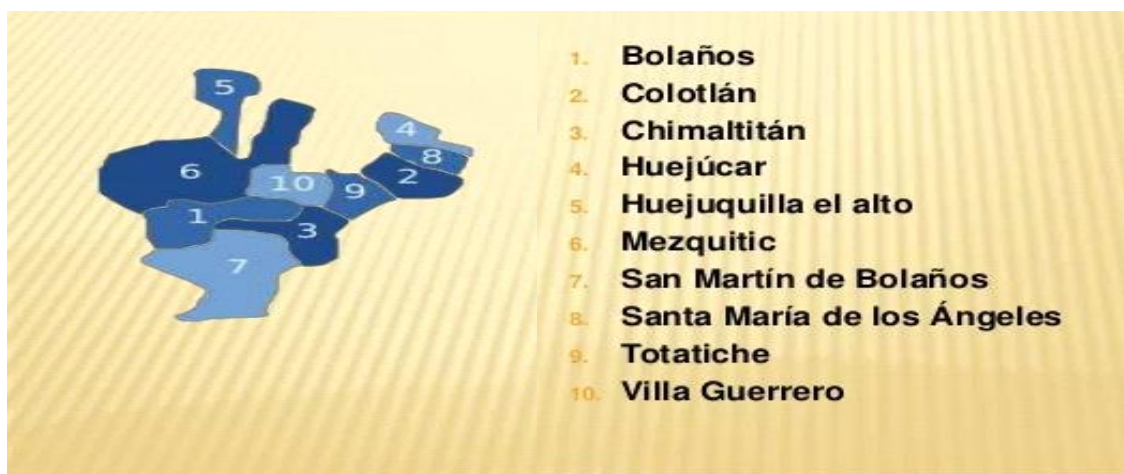 5
4
8
6
2
10
9
1
3
7
1. Bolaños
2. Colotlán
3. Chimaltitán
4. Huejúcar
5. Huejuquilla el alto
6. Mezquitic
7. San Martín de Bolaños
8. Santa María de los Ángeles
9. Totatiche
10. Villa Guerrero